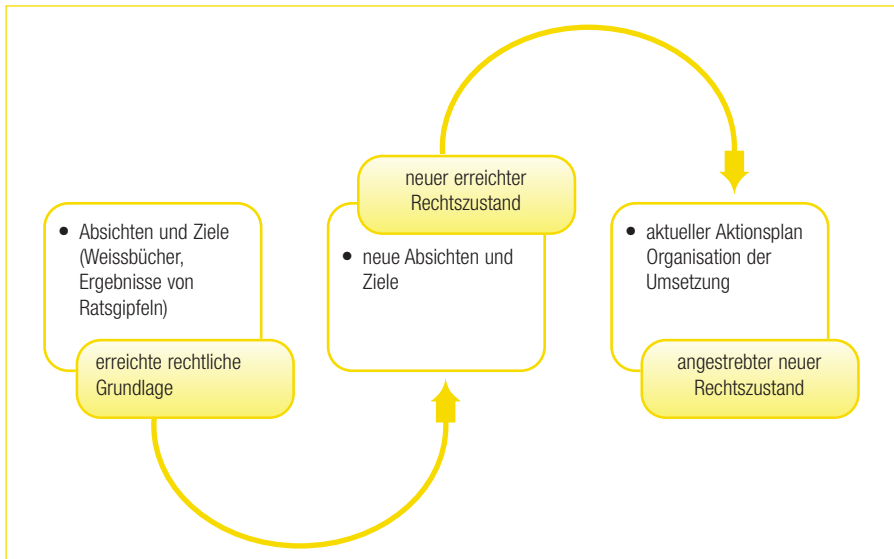 • Absichten und Ziele
(Weissbücher,
Ergebnisse von
Ratsgipfeln)
erreichte rechtliche
Grundlage
neuer erreichter
Rechtszustand
• neue Absichten und
Ziele
• aktueller Aktionsplan
Organisation der
Umsetzung
angestrebter neuer
Rechtszustand